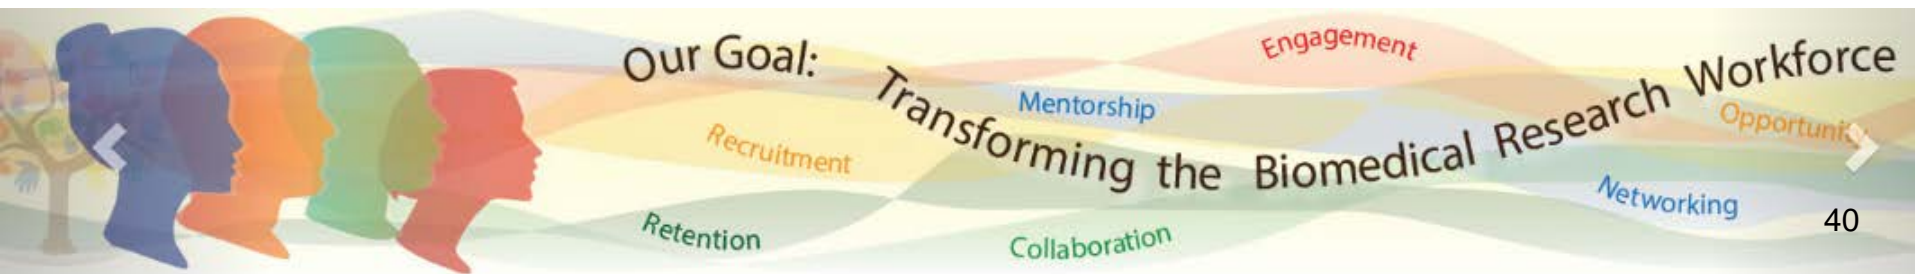 Our Goal: Transforming the Biomedical Research Workforce
Engagement
Mentorship
Recruitment
Retention
Collaboration
Networking
40